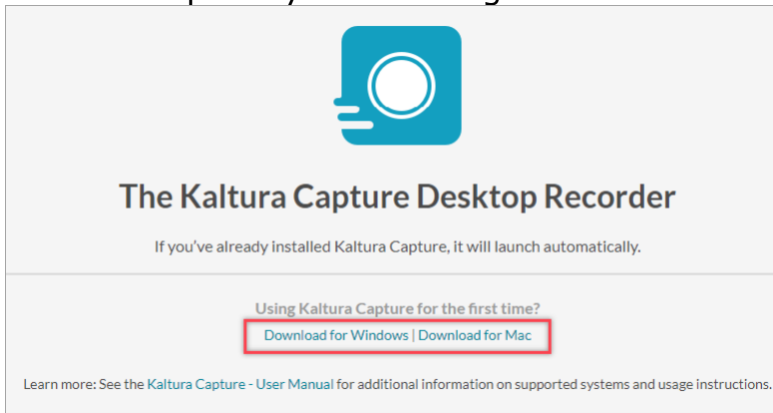 The Kaltura Capture Desktop Recorder
If you've already installed Kaltura Capture, it will launch automatically.
Using Kaltura Capture for the first time?
Download for Windows | Download for Mac
Learn more: See the Kaltura Capture - User Manual for additional information on supported systems and usage instructions.